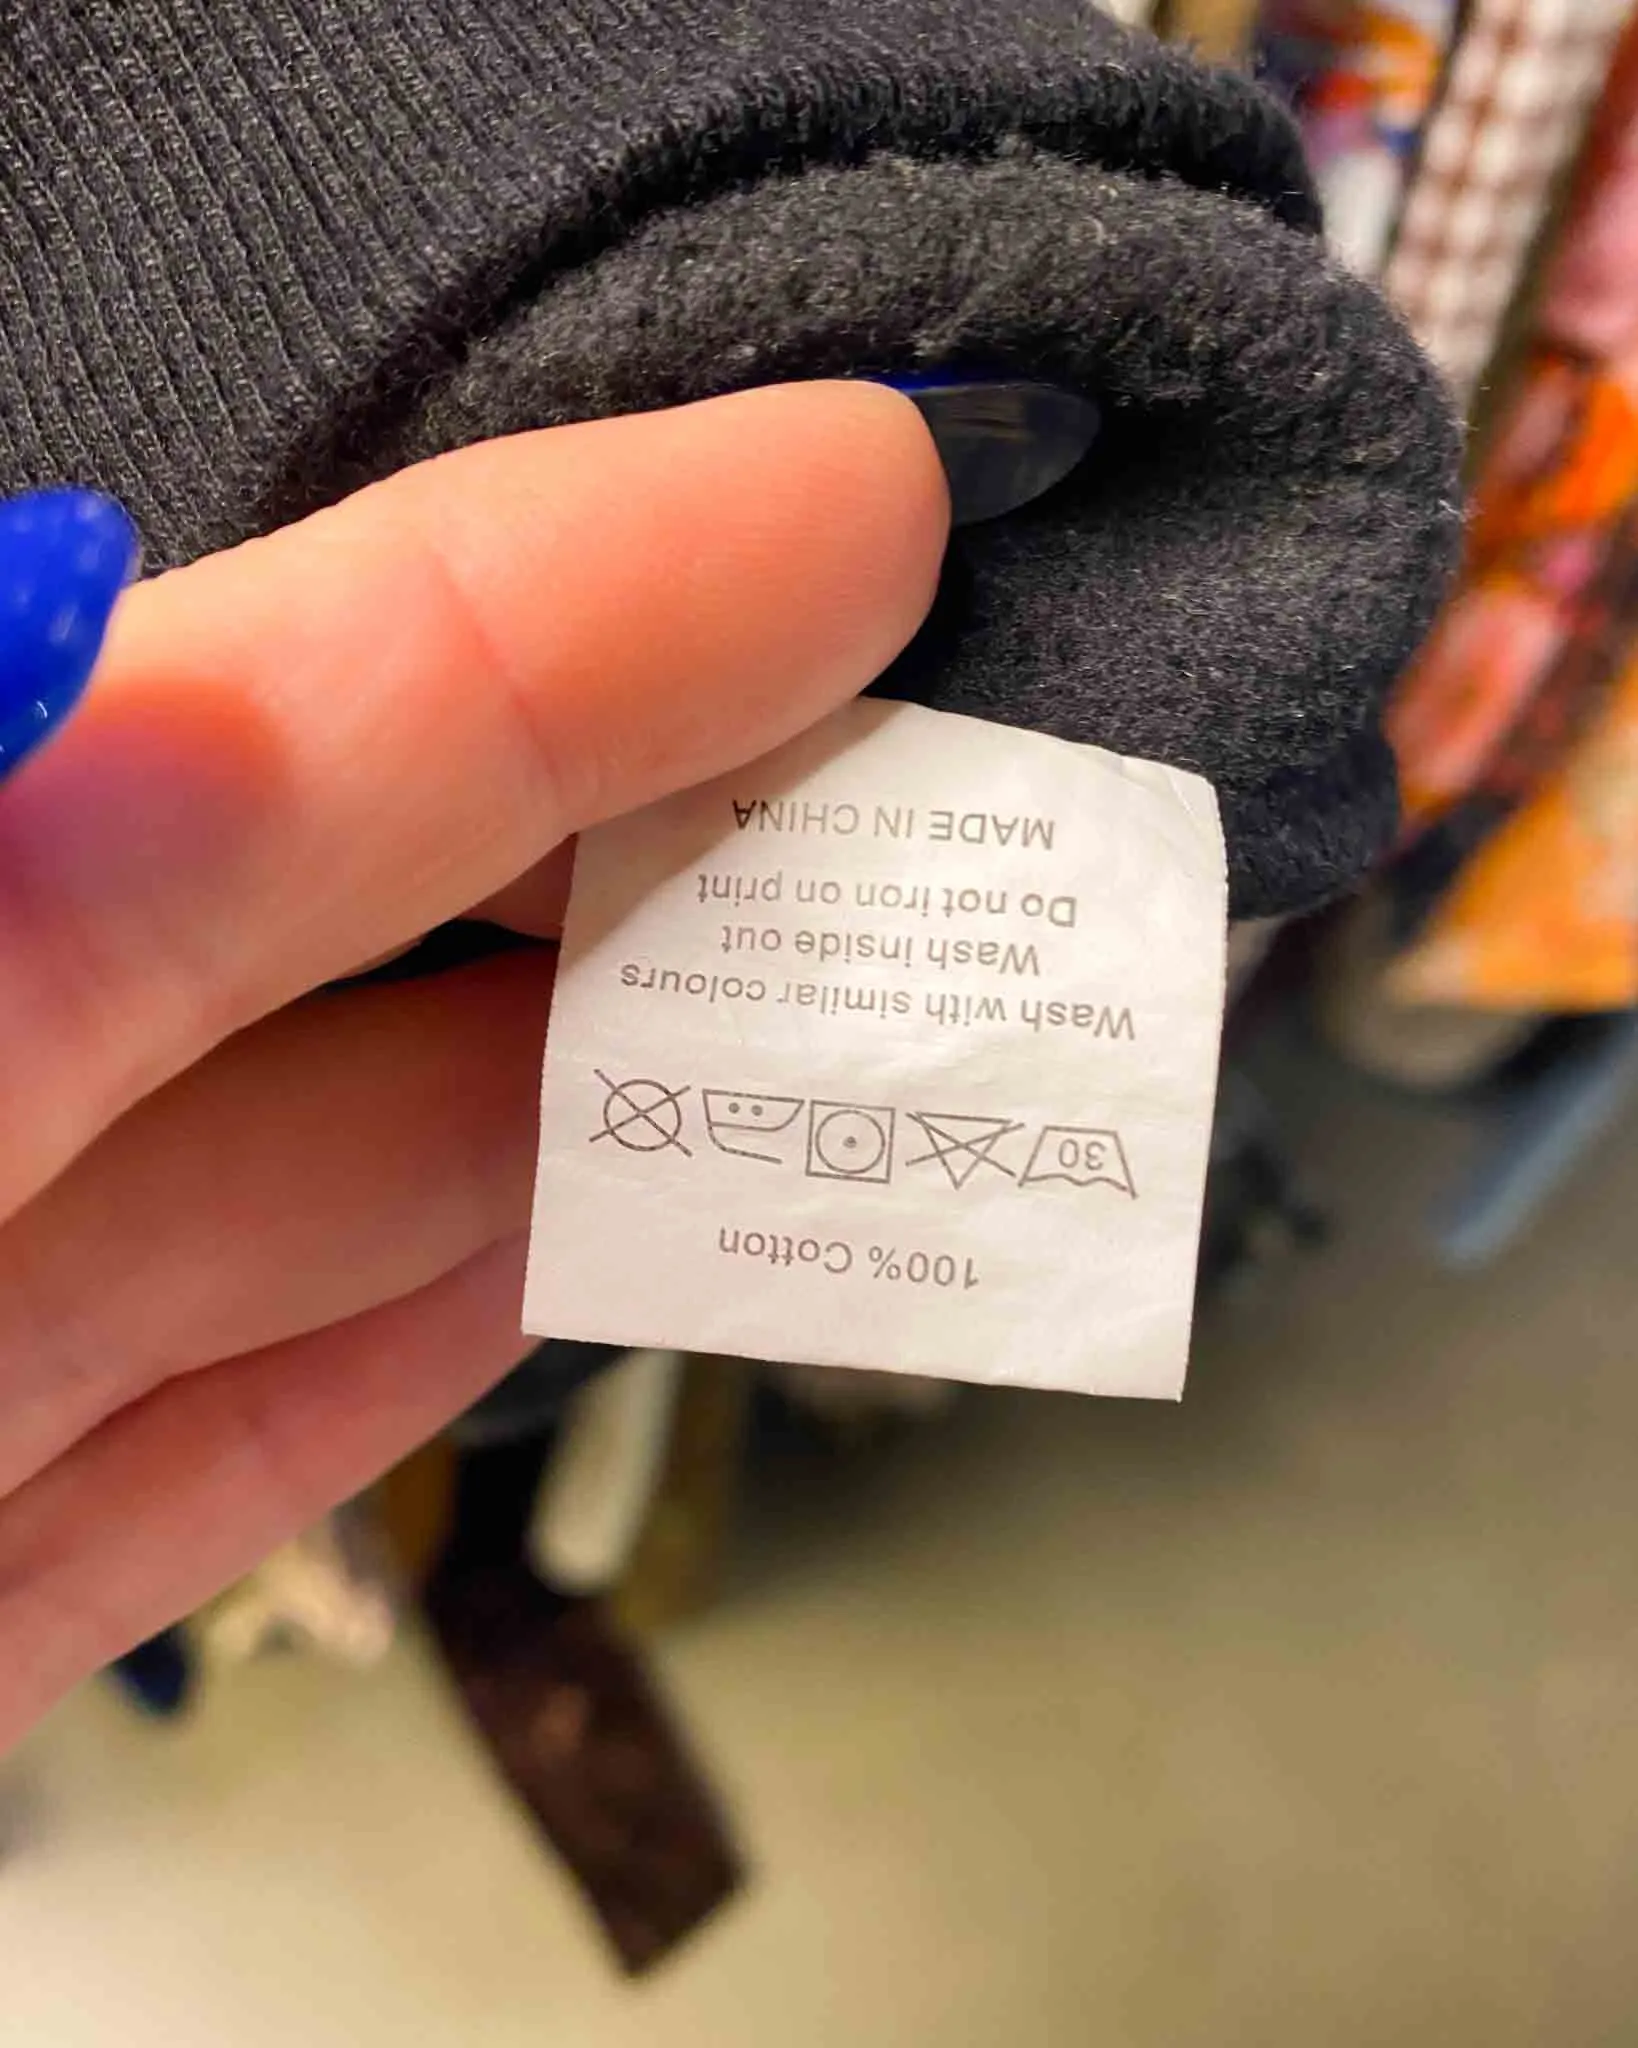 100% Cotton
30
Wash with similar colours
Wash inside out
Do not iron on print
MADE IN CHINA